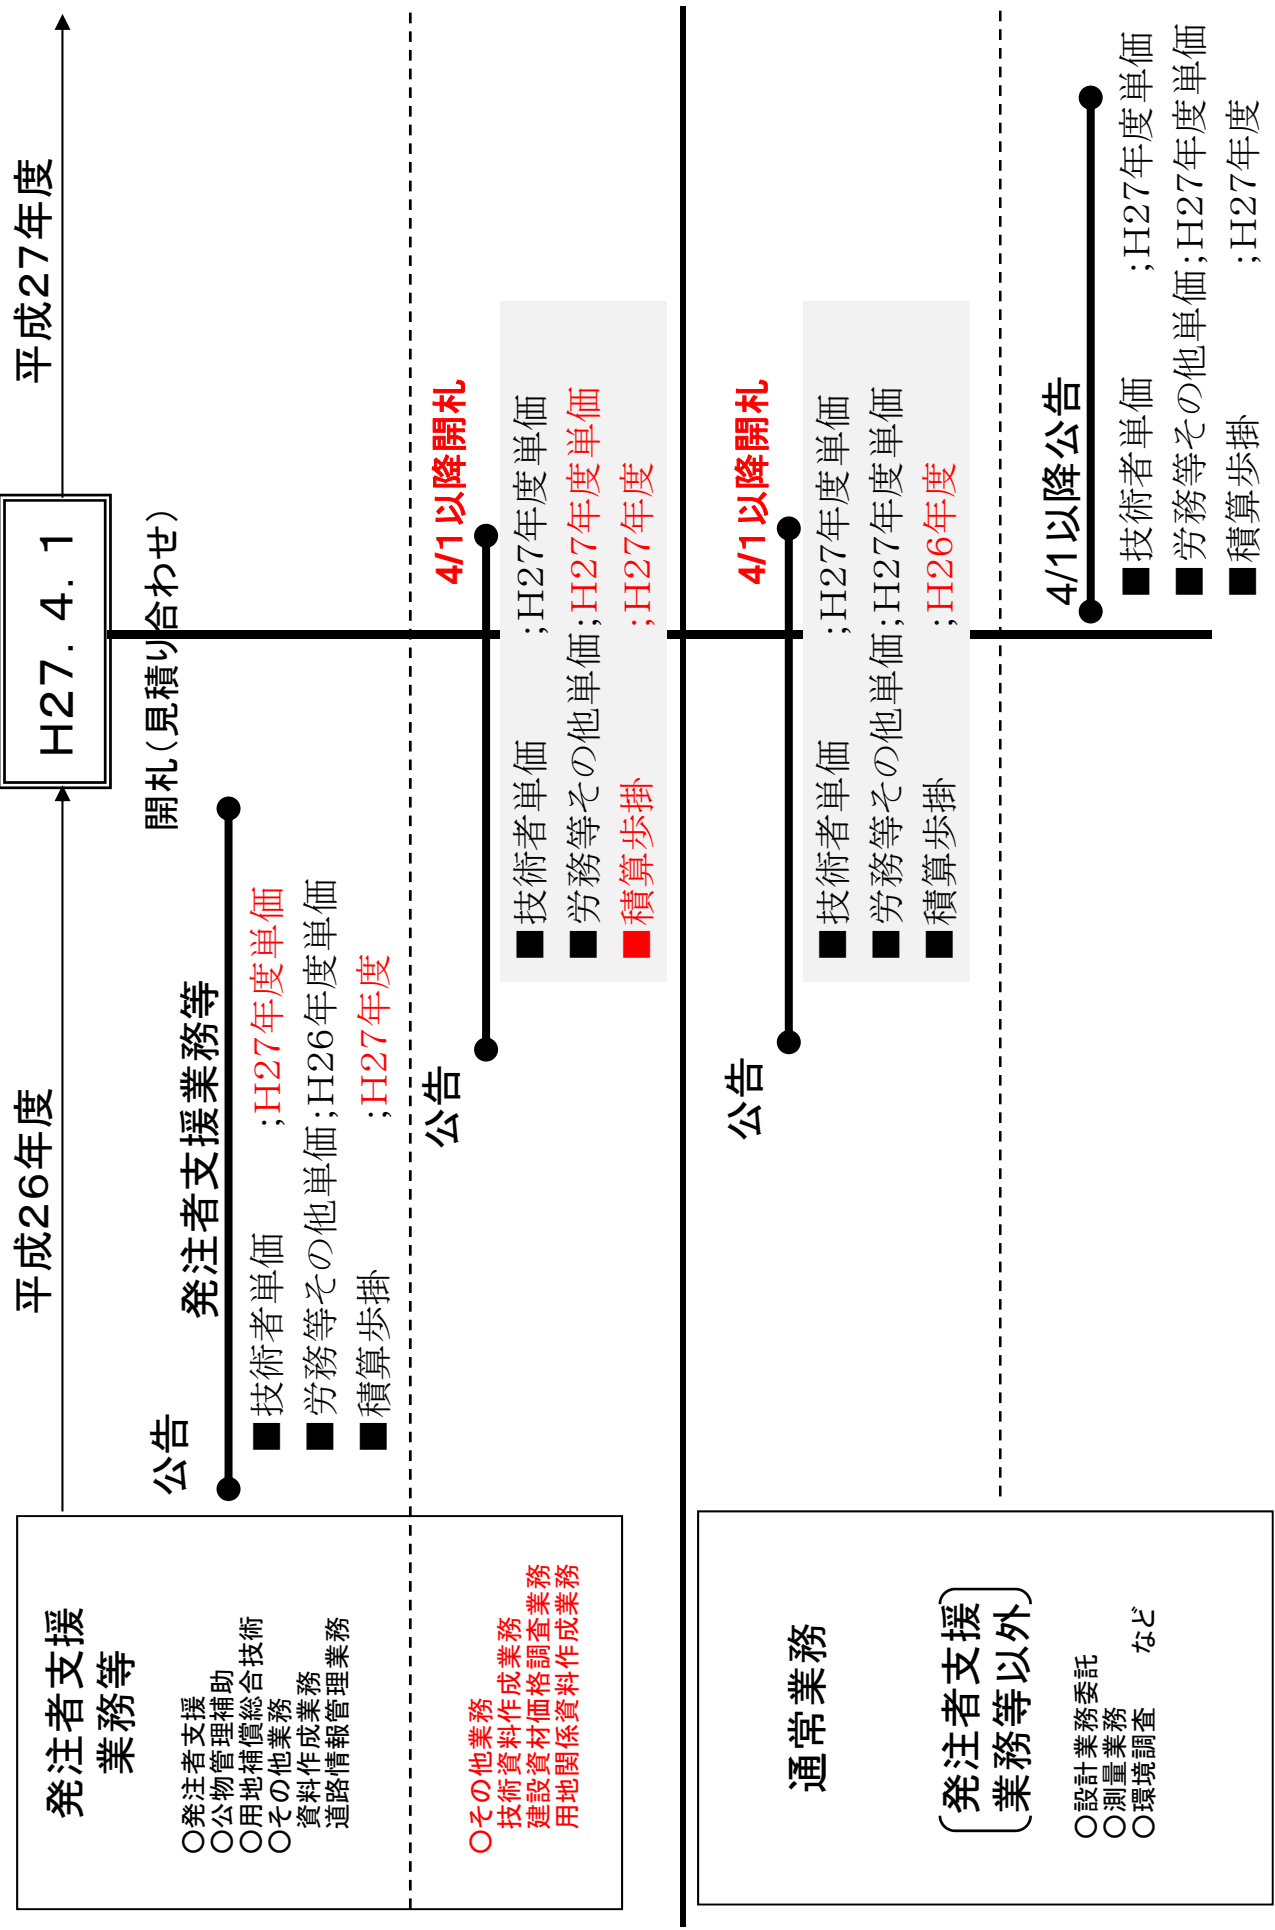 平成26年度
H27.4.1
平成27年度
発注者支援
業務等
○発注者支援
○公物管理補助
○用地補償総合技術
○その他業務
資料作成業務
道路情報管理業務
公告
発注者支援業務等
開札(見積り合わせ)
■技術者単価 ;H27年度単価
■労務等その他単価;H26年度単価
■積算歩掛 ;H27年度
○その他業務
技術資料作成業務
建設資材価格調査業務
用地関係資料作成業務
公告
4/1以降開札
■技術者単価 ;H27年度単価
■労務等その他単価;H27年度単価
■積算歩掛 ;H27年度
通常業務
発注者支援
業務等以外
○設計業務委託
○測量業務
○環境調査 など
公告
4/1以降開札
■技術者単価 ;H27年度単価
■労務等その他単価;H27年度単価
■積算歩掛 ;H26年度
4/1以降公告
■技術者単価 ;H27年度単価
■労務等その他単価;H27年度単価
■積算歩掛 ;H27年度